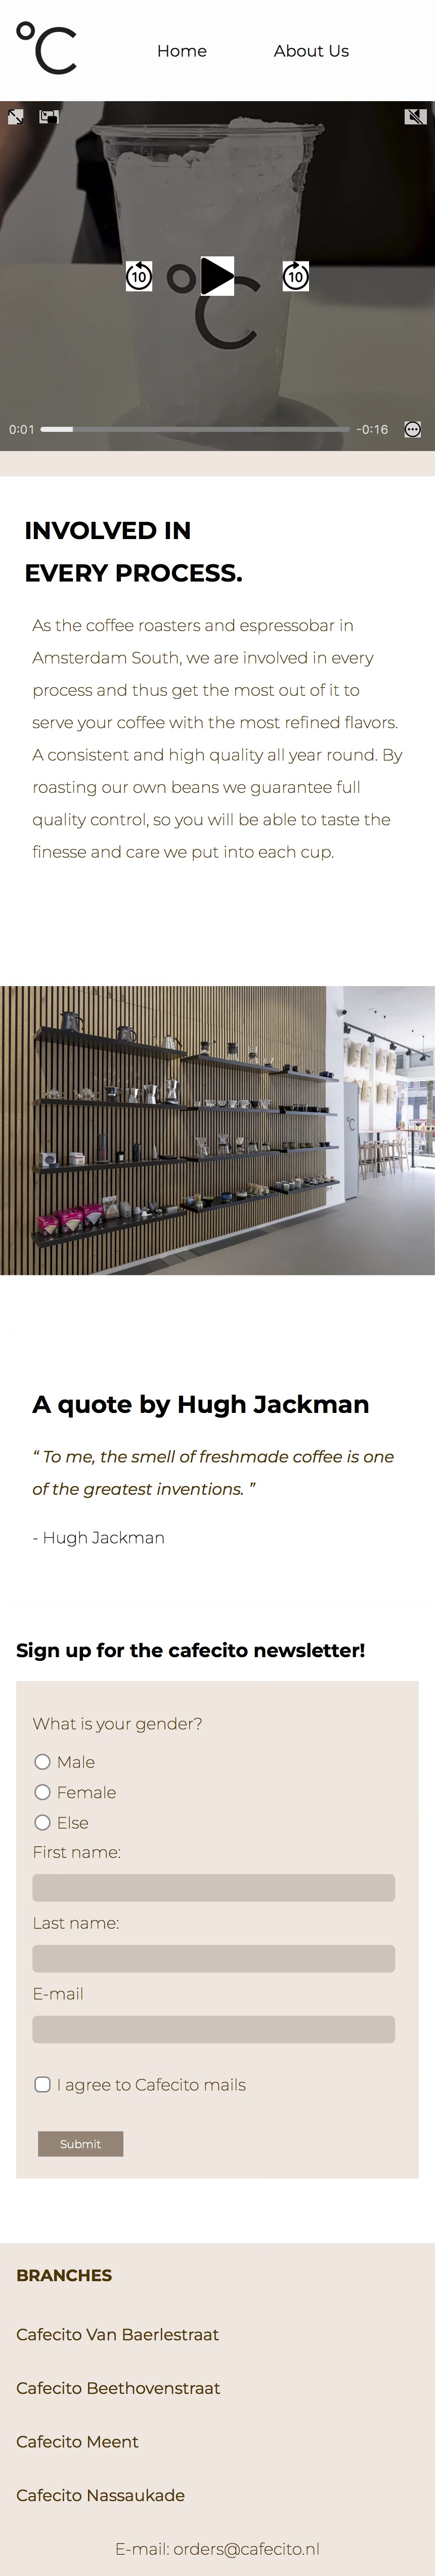 °C
Home About Us
10 °C 10
0:01 -0:16
INVOLVED IN
EVERY PROCESS.
As the coffee roasters and espressobar in
Amsterdam South, we are involved in every
process and thus get the most out of it to
serve your coffee with the most refined flavors.
A consistent and high quality all year round. By
roasting our own beans we guarantee full
quality control, so you will be able to taste the
finesse and care we put into each cup.
°C
A quote by Hugh Jackman
“ To me, the smell of freshmade coffee is one
of the greatest inventions. ”
- Hugh Jackman
Sign up for the cafecito newsletter!
What is your gender?
Male
Female
Else
First name:
Last name:
E-mail
I agree to Cafecito mails
Submit
BRANCHES
Cafecito Van Baerlestraat
Cafecito Beethovenstraat
Cafecito Meent
Cafecito Nassaukade
E-mail: orders@cafecito.nl